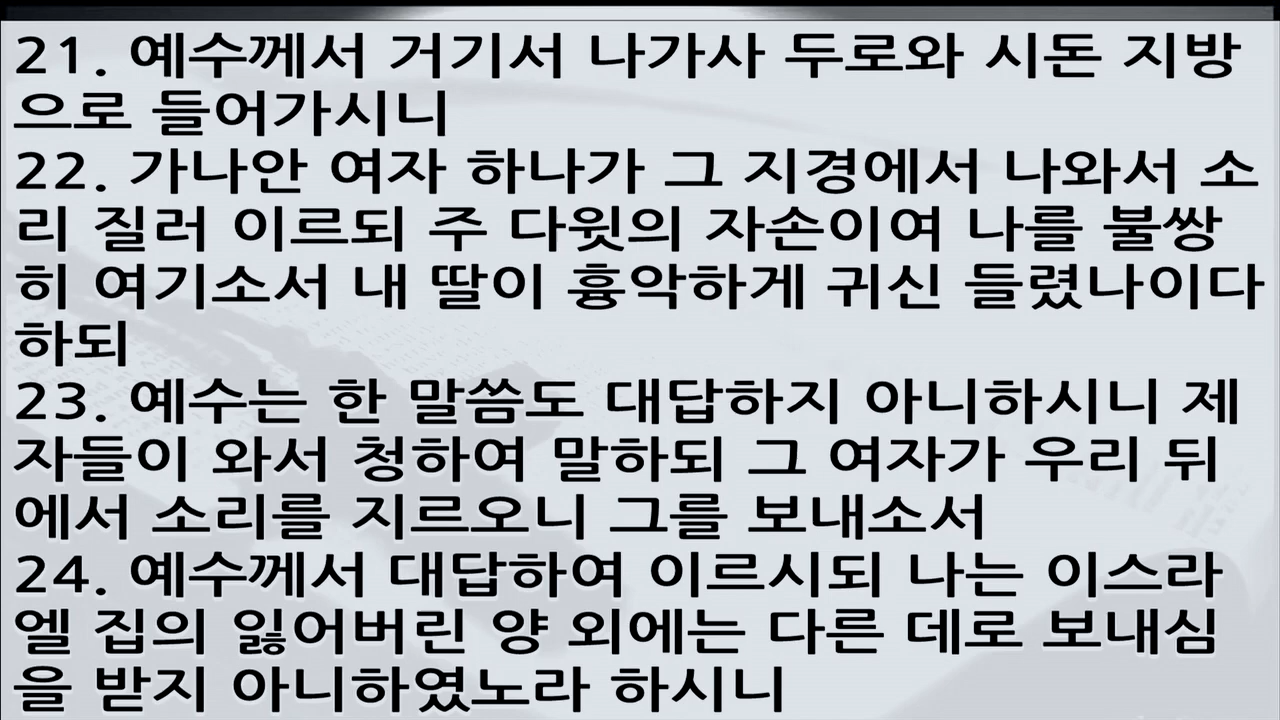 21. 예수께서 거기서 나가사 두로와 시돈 지방
으로 들어가시니
22. 가나안 여자 하나가 그 지경에서 나와서 소
리 질러 이르되 주 다윗의 자손이여 나를 불쌍
히 여기소서 내 딸이 흉악하게 귀신 들렸나이다
하되
23. 예수는 한 말씀도 대답하지 아니하시니 제
자들이 와서 청하여 말하되 그 여자가 우리 뒤
에서 소리를 지르오니 그를 보내소서
24. 예수께서 대답하여 이르시되 나는 이스라
엘 집의 잃어버린 양 외에는 다른 데로 보내심
을 받지 아니하였노라 하시니